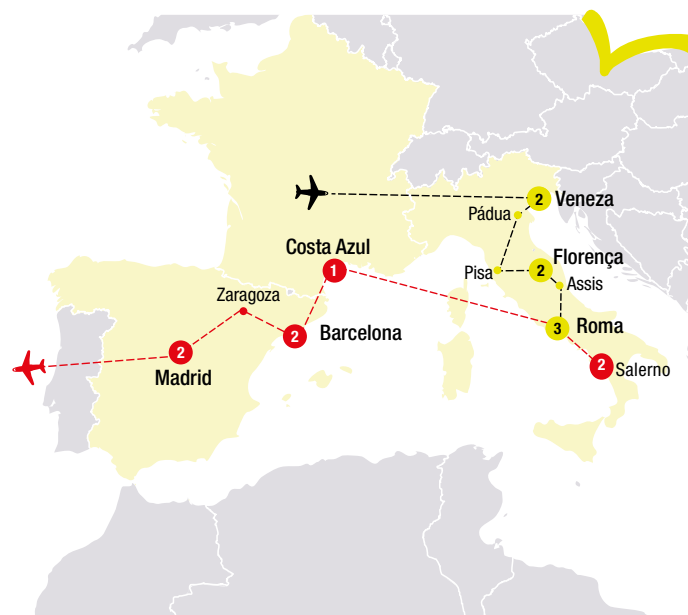 2 Veneza
Pádua
Costa Azul
Florença
1
Pisa
2
Assis
Zaragoza
3 Roma
2 Barcelona
2
Madrid
2 Salerno